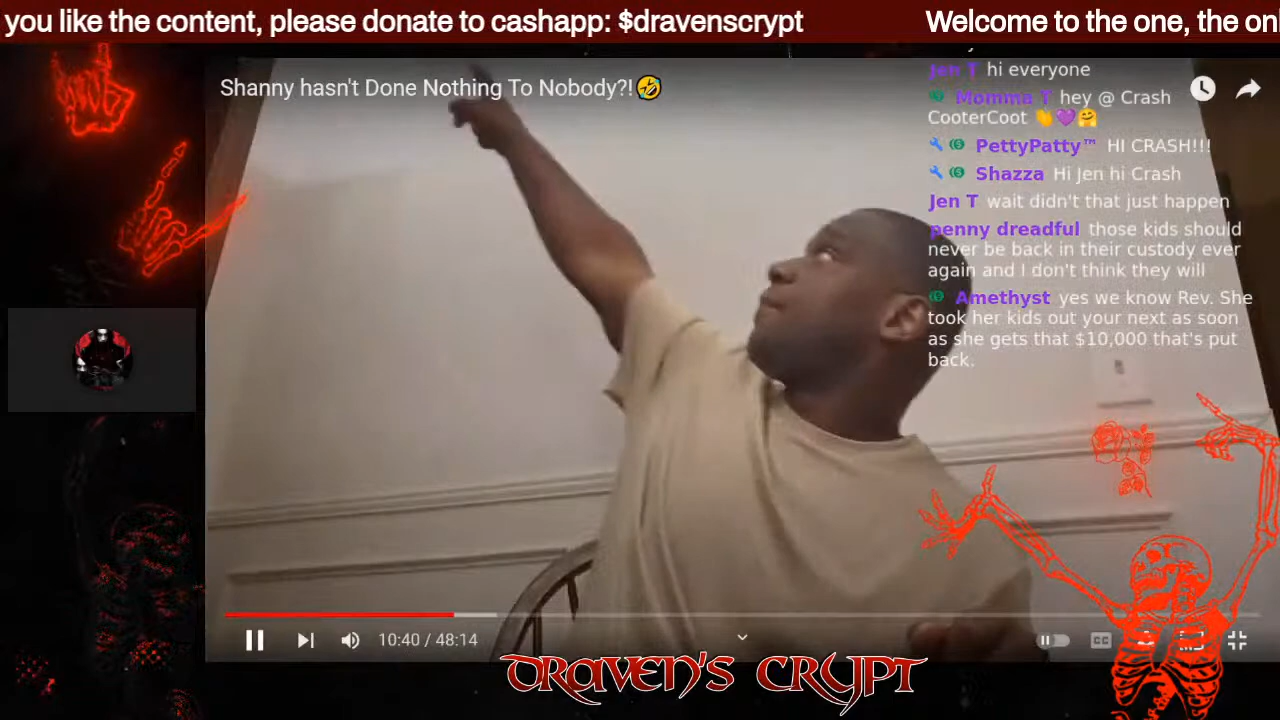 you like the content, please donate to cashapp: $dravenscrypt
Welcome to the one, the onl
Shanny hasn't Done Nothing To Nobody?!🤣
Jen T hi everyone
Momma T hey @ Crash
CooterCoot 👏💜🤗
PettyPatty™ HI CRASH!!!
Shazza Hi Jen hi Crash
Jen T wait didn't that just happen
penny dreadful those kids should
never be back in their custody ever
again and I don't think they will
Amethyst yes we know Rev. She
took her kids out your next as soon
as she gets that $10,000 that's put
back.
10:40 / 48:14
CC
DRAVEN'S CRYPT